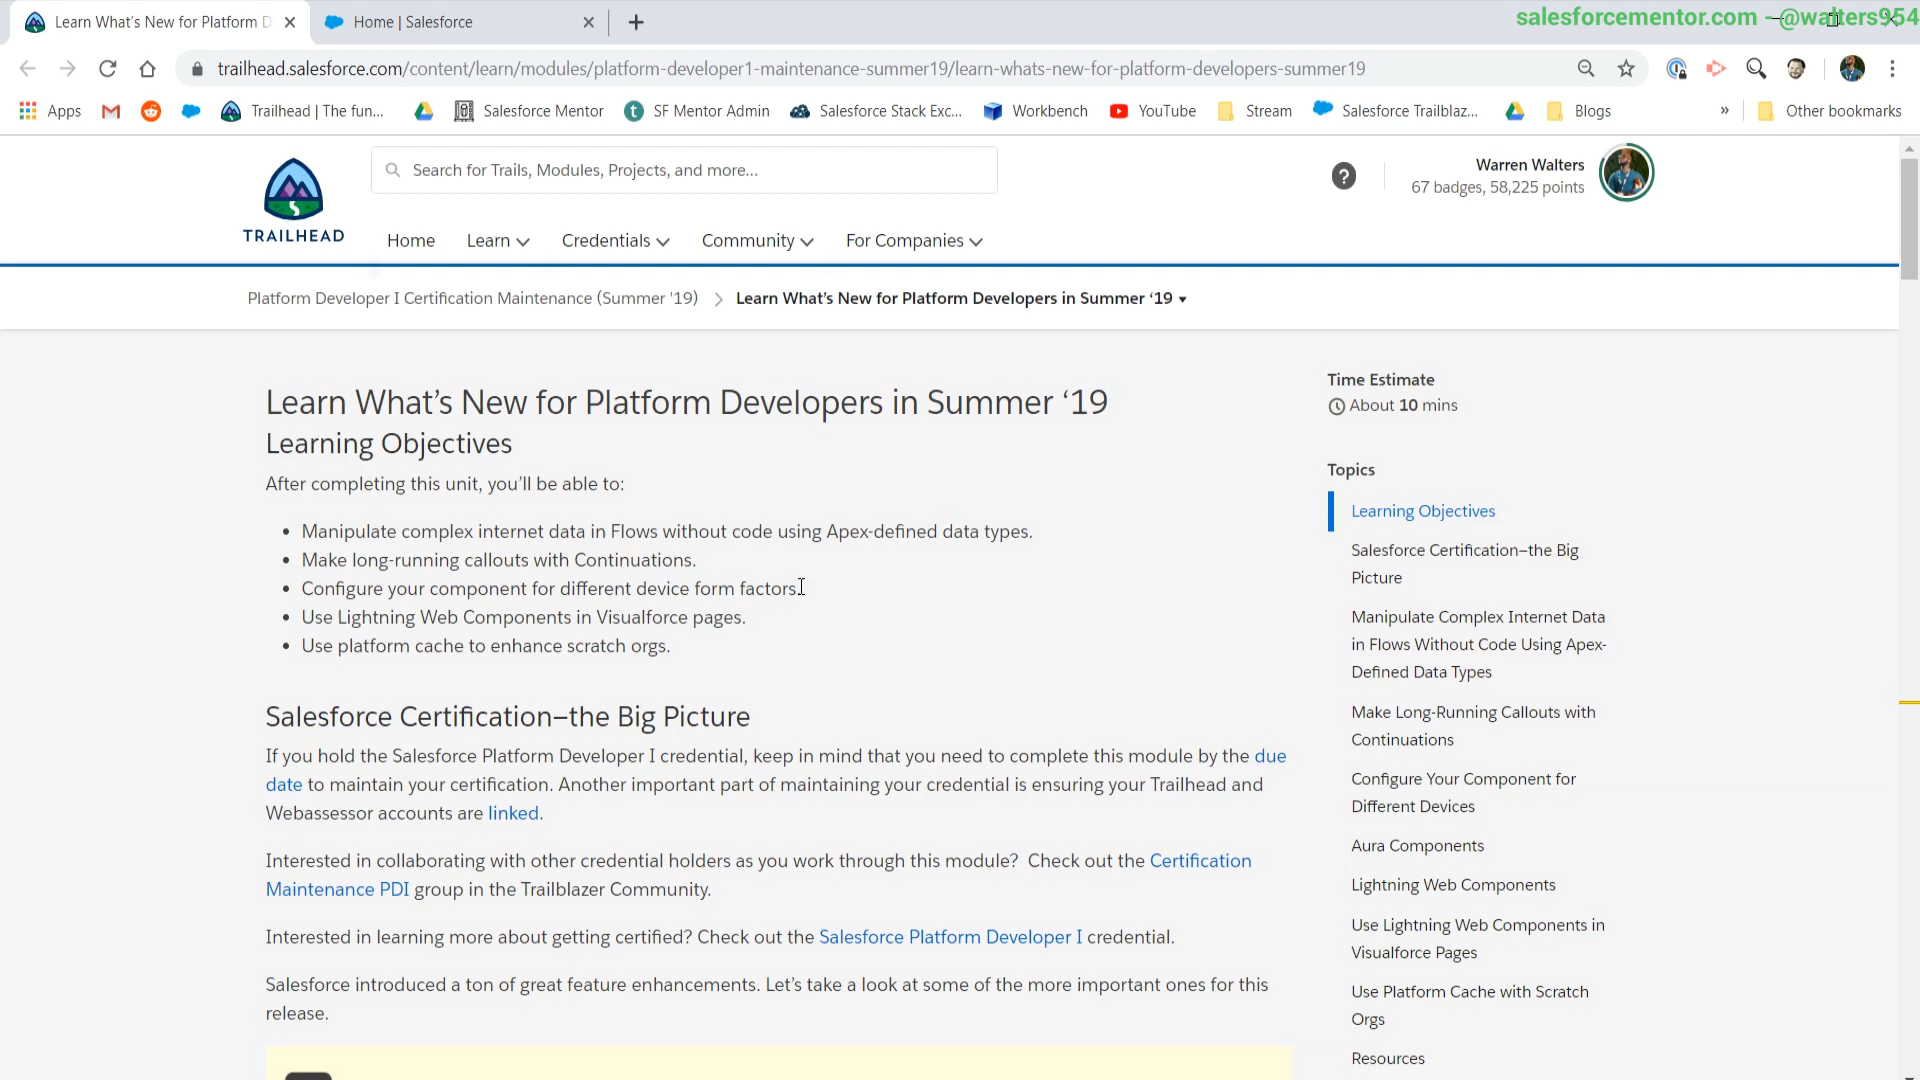 Learn What's New for Platform D
Home | Salesforce
salesforcementor.com - @walters954
trailhead.salesforce.com/content/learn/modules/platform-developer1-maintenance-summer19/learn-whats-new-for-platform-developers-summer19
Apps
Trailhead | The fun...
Salesforce Mentor
SF Mentor Admin
Salesforce Stack Exc...
Workbench
YouTube
Stream
Salesforce Trailblaz...
Blogs
»
Other bookmarks
TRAILHEAD
Search for Trails, Modules, Projects, and more...
Warren Walters
67 badges, 58,225 points
Home
Learn
Credentials
Community
For Companies
Platform Developer I Certification Maintenance (Summer '19)
Learn What's New for Platform Developers in Summer ‘19
Learn What's New for Platform Developers in Summer ‘19
Learning Objectives
After completing this unit, you'll be able to:
• Manipulate complex internet data in Flows without code using Apex-defined data types.
• Make long-running callouts with Continuations.
• Configure your component for different device form factors.
• Use Lightning Web Components in Visualforce pages.
• Use platform cache to enhance scratch orgs.
Salesforce Certification–the Big Picture
If you hold the Salesforce Platform Developer I credential, keep in mind that you need to complete this module by the due
date to maintain your certification. Another important part of maintaining your credential is ensuring your Trailhead and
Webassessor accounts are linked.
Interested in collaborating with other credential holders as you work through this module? Check out the Certification
Maintenance PDI group in the Trailblazer Community.
Interested in learning more about getting certified? Check out the Salesforce Platform Developer I credential.
Salesforce introduced a ton of great feature enhancements. Let's take a look at some of the more important ones for this
release.
Time Estimate
About 10 mins
Topics
Learning Objectives
Salesforce Certification–the Big
Picture
Manipulate Complex Internet Data
in Flows Without Code Using Apex-
Defined Data Types
Make Long-Running Callouts with
Continuations
Configure Your Component for
Different Devices
Aura Components
Lightning Web Components
Use Lightning Web Components in
Visualforce Pages
Use Platform Cache with Scratch
Orgs
Resources